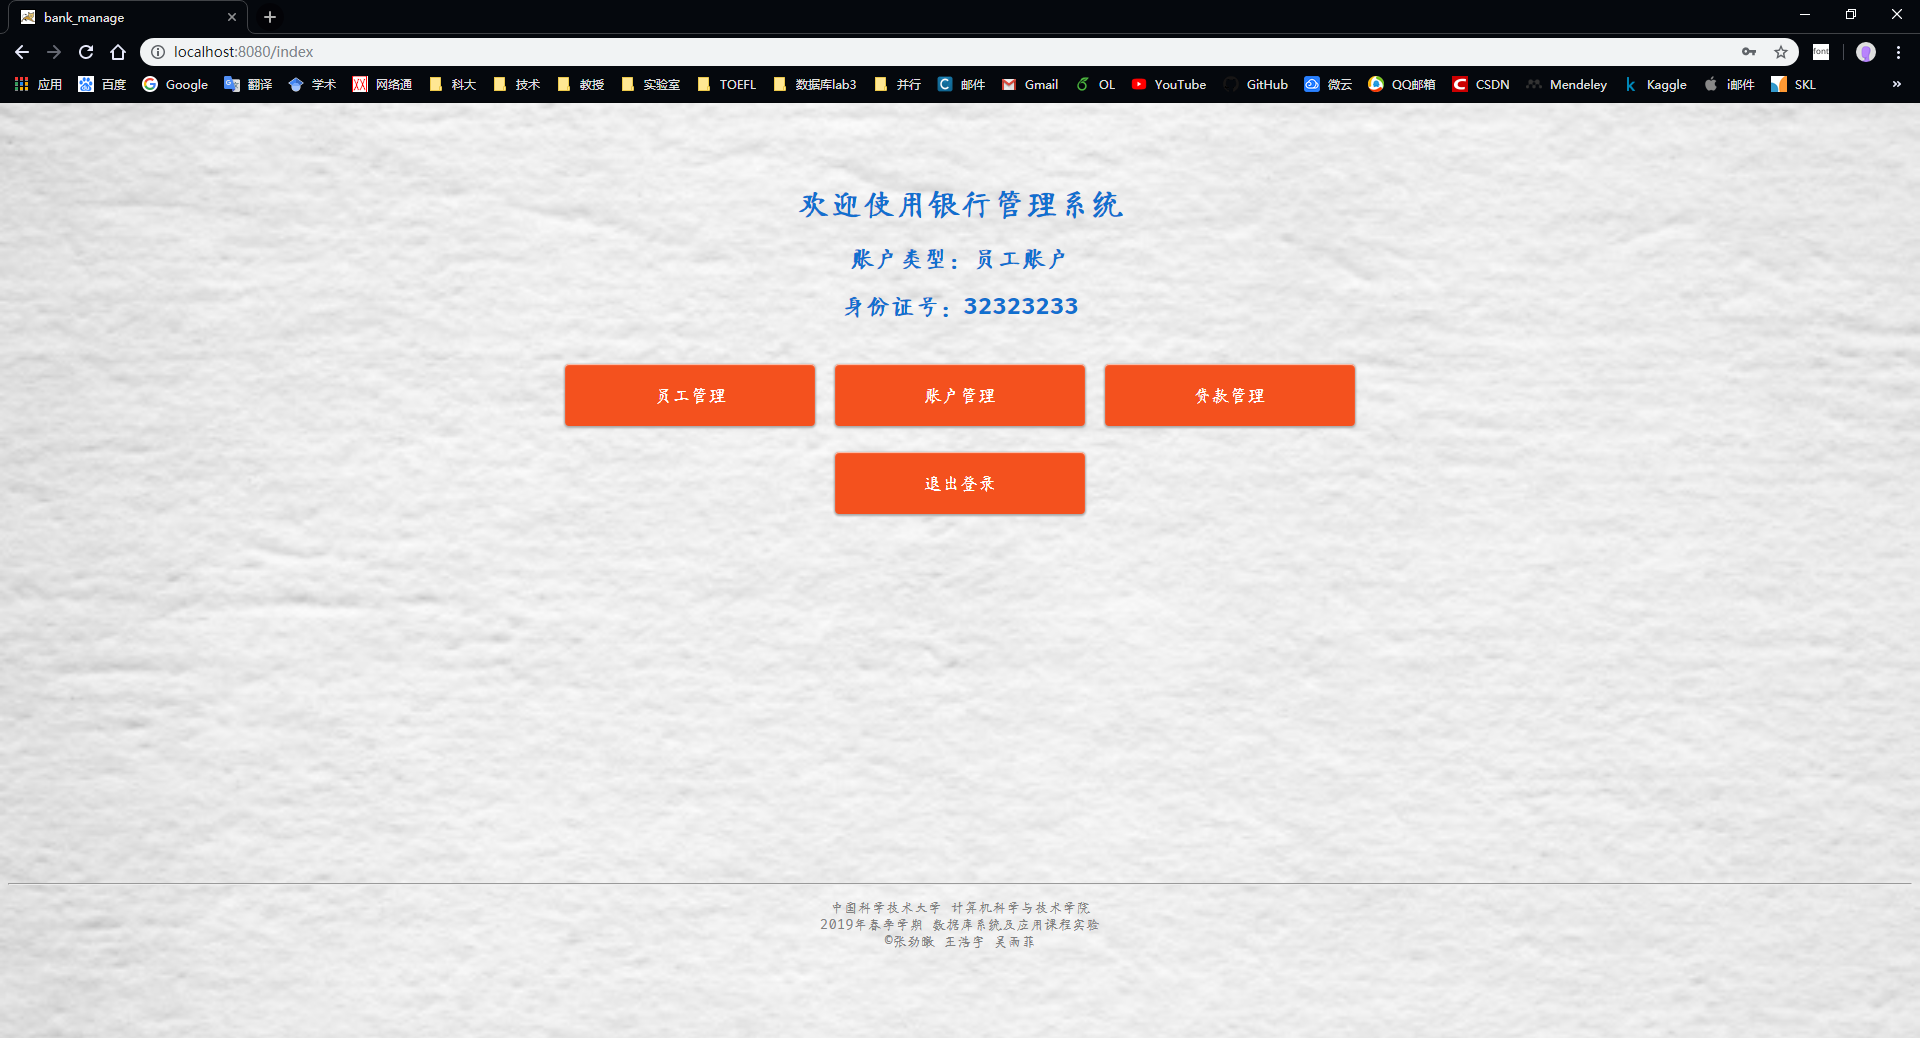 bank_manage
localhost:8080/index
font
应用 百度 Google 翻译 学术 网络通 科大 技术 教授 实验室 TOEFL 数据库lab3 并行 邮件 Gmail OL YouTube GitHub 微云 QQ邮箱 CSDN Mendeley Kaggle i邮件 SKL
欢迎使用银行管理系统
账户类型：员工账户
身份证号：32323233
员工管理 账户管理 贷款管理
退出登录
中国科学技术大学 计算机科学与技术学院
2019年春季学期 数据库系统及应用课程实验
©张劲暾 王浩宇 吴雨菲